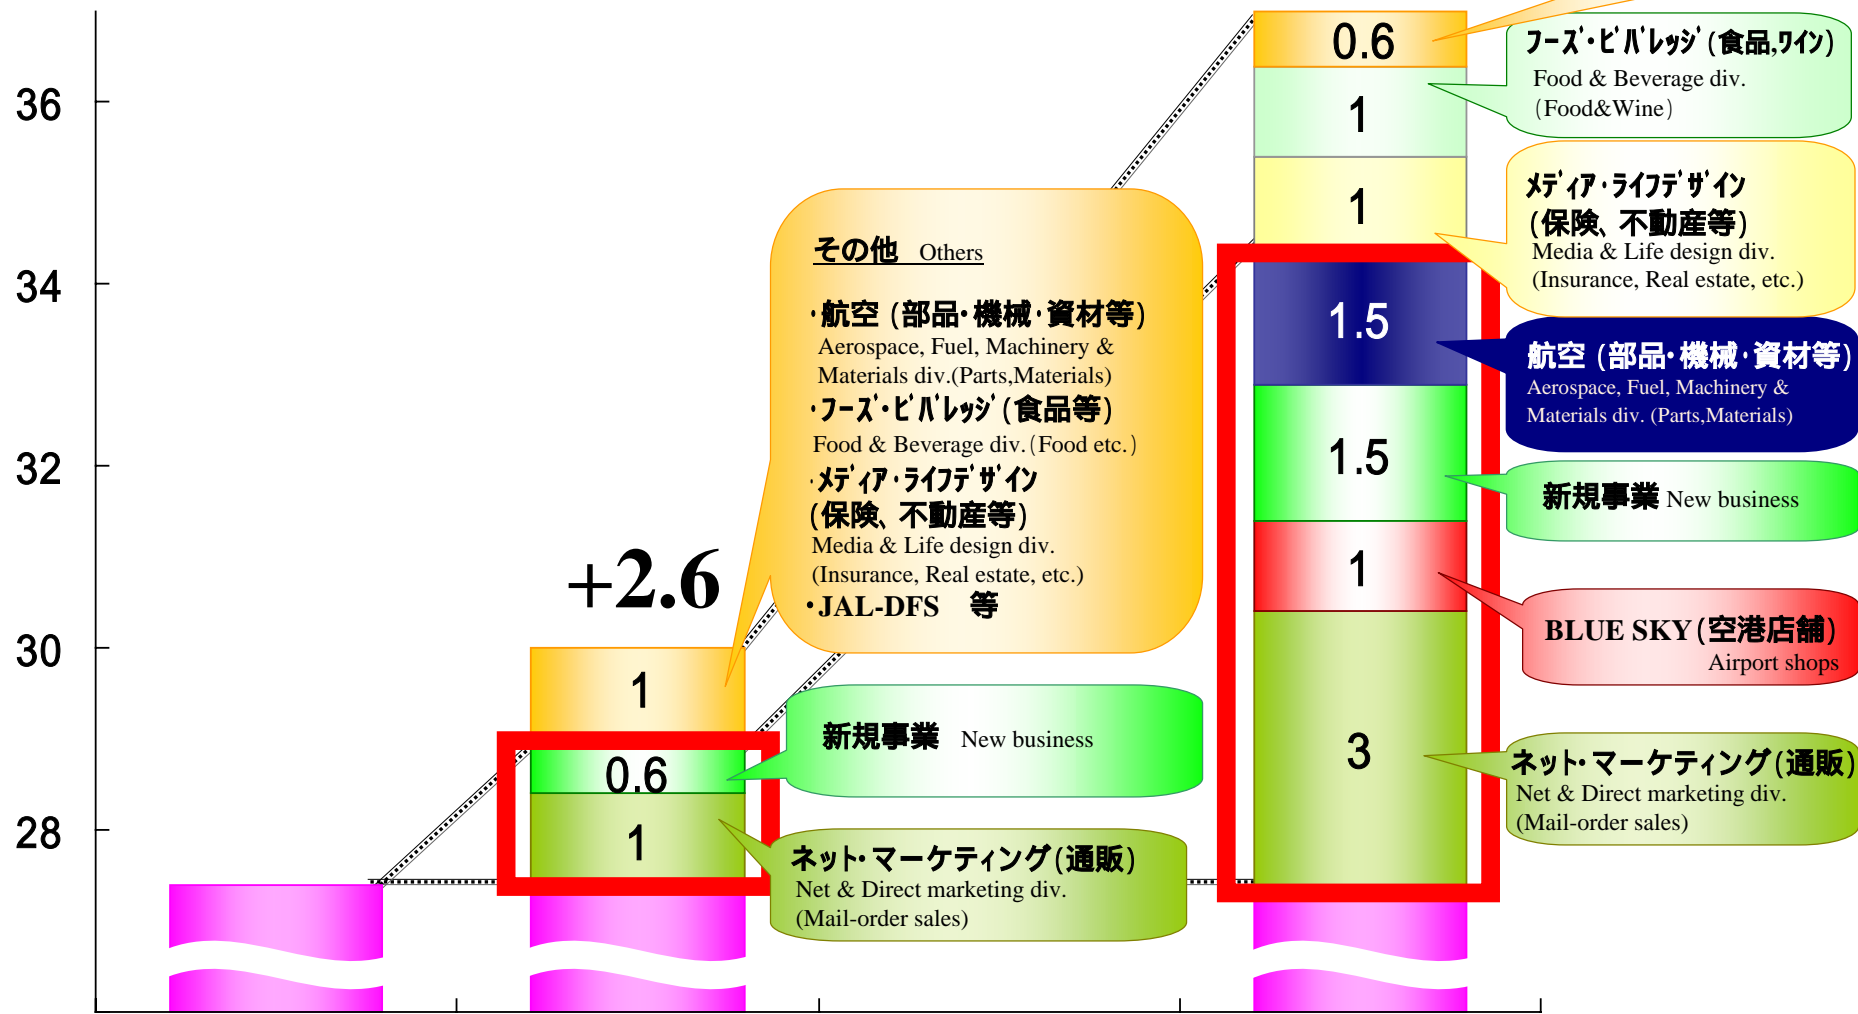 36
34
32
30
28
+2.6
1
0.6
1
その他 Others
･航空 (部品･機械･資材等)
Aerospace, Fuel, Machinery &
Materials div.(Parts,Materials)
･ﾌｰｽﾞ･ﾋﾞﾊﾞﾚｯｼﾞ(食品等)
Food & Beverage div.(Food etc.)
･ﾒﾃﾞｨｱ･ﾗｲﾌﾃﾞｻﾞｲﾝ
(保険、不動産等)
Media & Life design div.
(Insurance, Real estate, etc.)
･JAL-DFS 等
新規事業 New business
ネット･マーケティング(通販)
Net & Direct marketing div.
(Mail-order sales)
0.6
1
1
1.5
1.5
1
3
ﾌｰｽﾞ･ﾋﾞﾊﾞﾚｯｼﾞ(食品,ﾜｲﾝ)
Food & Beverage div.
(Food&Wine)
ﾒﾃﾞｨｱ･ﾗｲﾌﾃﾞｻﾞｲﾝ
(保険、不動産等)
Media & Life design div.
(Insurance, Real estate, etc.)
航空 (部品･機械･資材等)
Aerospace, Fuel, Machinery &
Materials div. (Parts,Materials)
新規事業 New business
BLUE SKY(空港店舗)
Airport shops
ネット･マーケティング(通販)
Net & Direct marketing div.
(Mail-order sales)